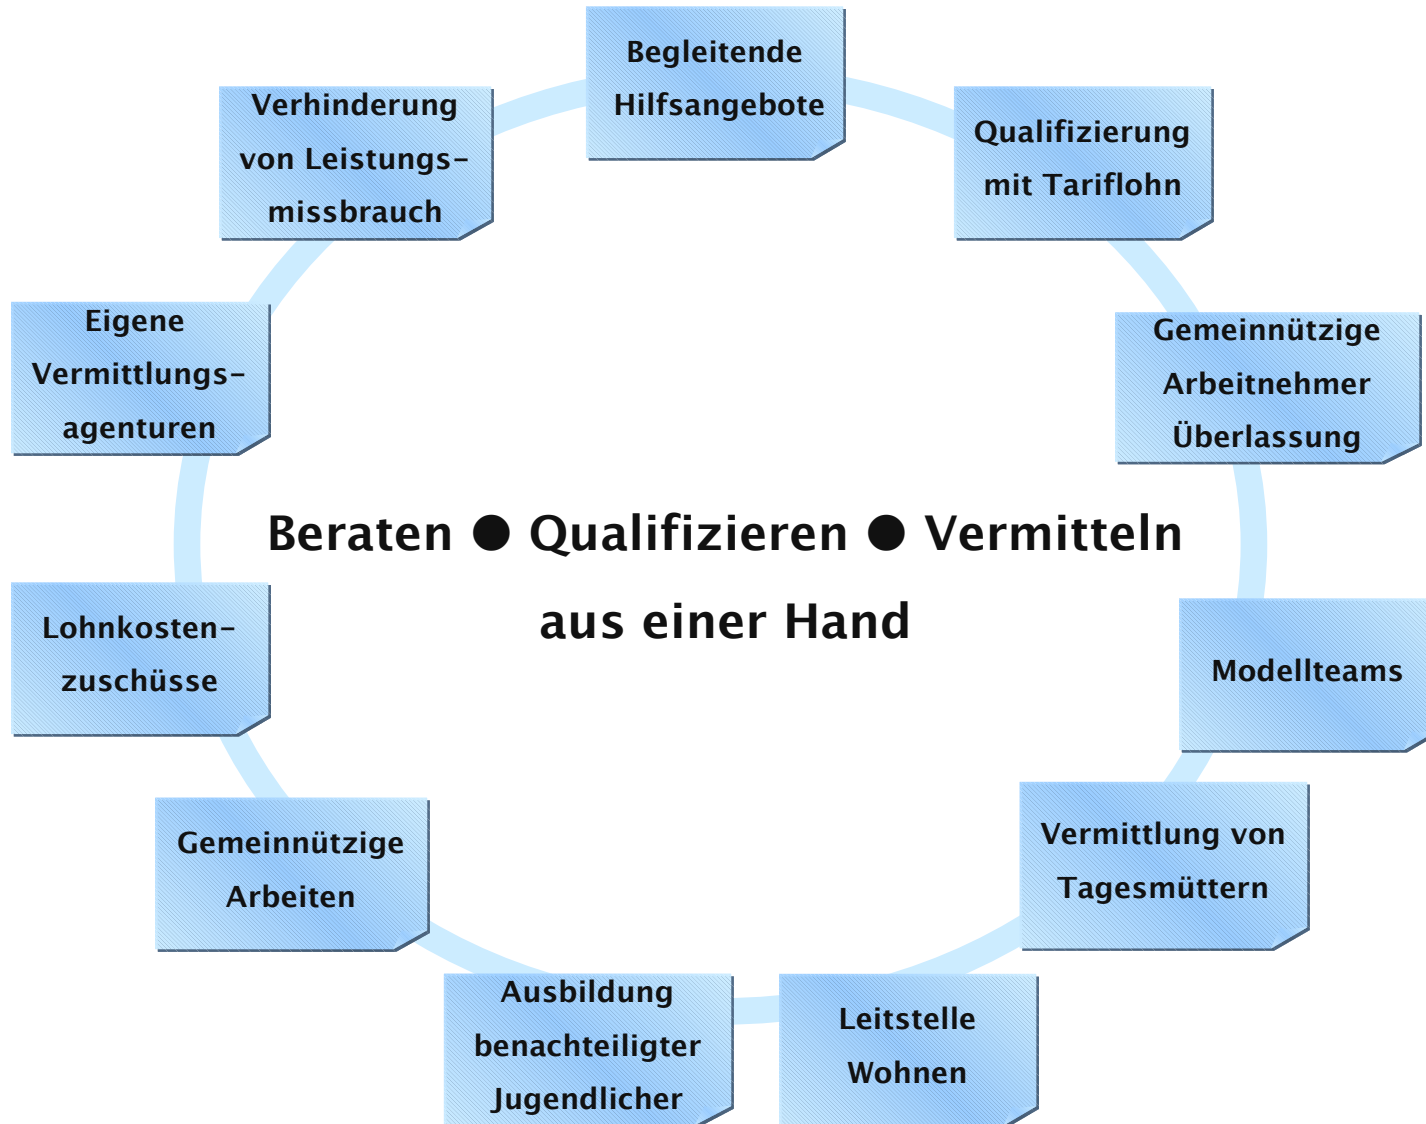 Begleitende
Hilfsangebote
Verhinderung
von Leistungs-
missbrauch
Qualifizierung
mit Tariflohn
Eigene
Vermittlungs-
agenturen
Gemeinnützige
Arbeitnehmer
Überlassung
Beraten ● Qualifizieren ● Vermitteln
aus einer Hand
Lohnkosten-
zuschüsse
Modellteams
Gemeinnützige
Arbeiten
Vermittlung von
Tagesmüttern
Ausbildung
benachteiligter
Jugendlicher
Leitstelle
Wohnen